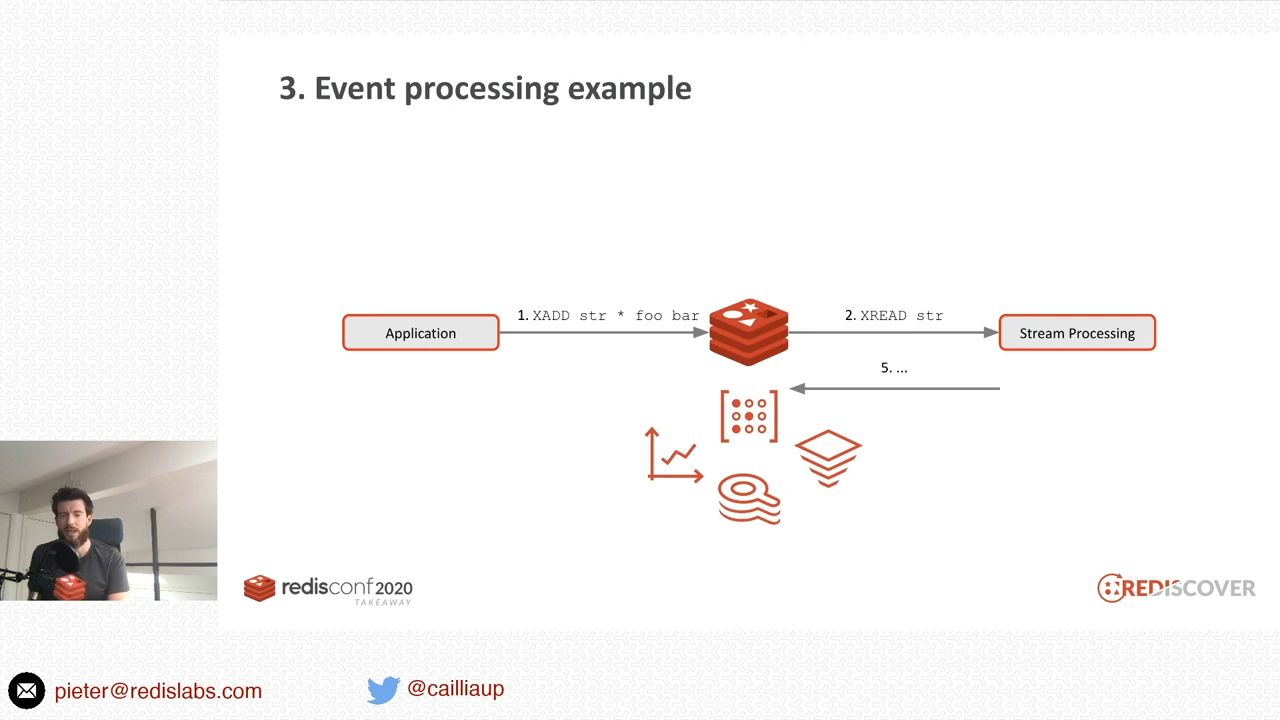 3. Event processing example
1. XADD str * foo bar
2. XREAD str
Application
Stream Processing
5. ...
redisconf 2020
TAKEAWAY
REDISCOVER
pieter@redislabs.com
@cailliaup